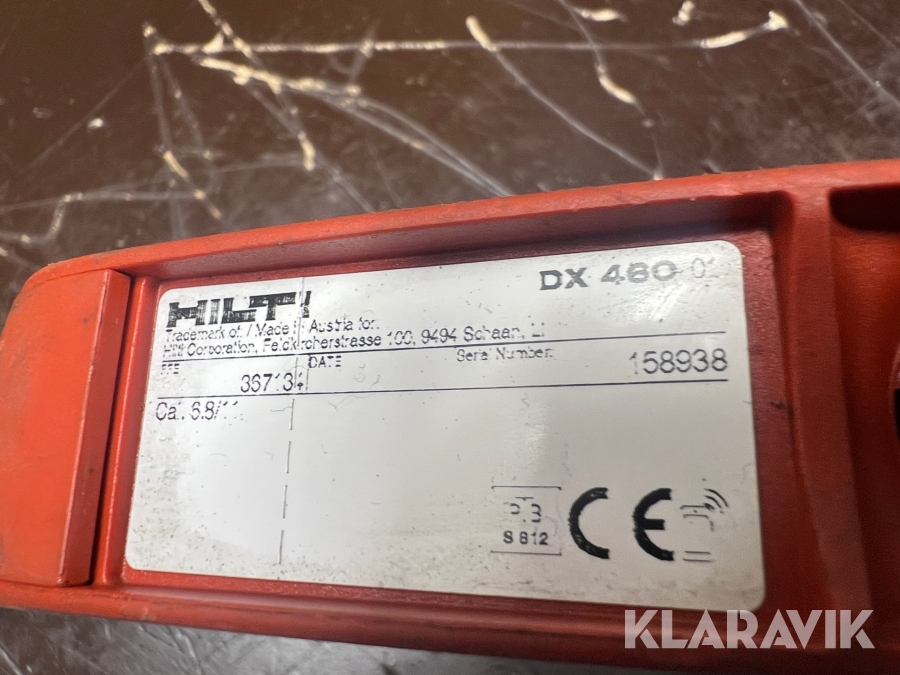 HILTI
DX 460
Trademark of / Made in Austria for:
Hilti Corporation, Feldkircherstrasse 100, 9494 Schaan, LI
DATE Serial Number:
36713 158938
Cal. 6.8/11
S 812
CE
KLARAVIK